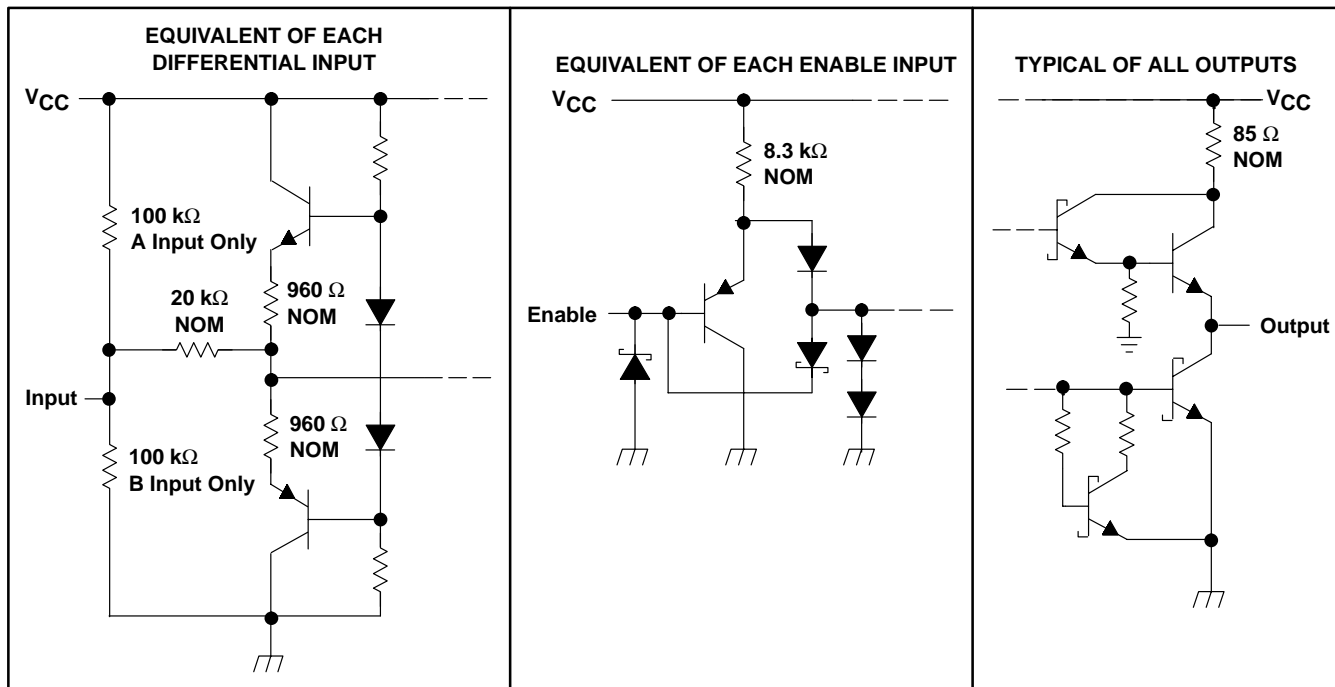 EQUIVALENT OF EACH
DIFFERENTIAL INPUT
VCC
100 kΩ
A Input Only
20 kΩ
NOM
960 Ω
NOM
Input
960 Ω
NOM
100 kΩ
B Input Only
EQUIVALENT OF EACH ENABLE INPUT
VCC
8.3 kΩ
NOM
Enable
TYPICAL OF ALL OUTPUTS
VCC
85 Ω
NOM
Output